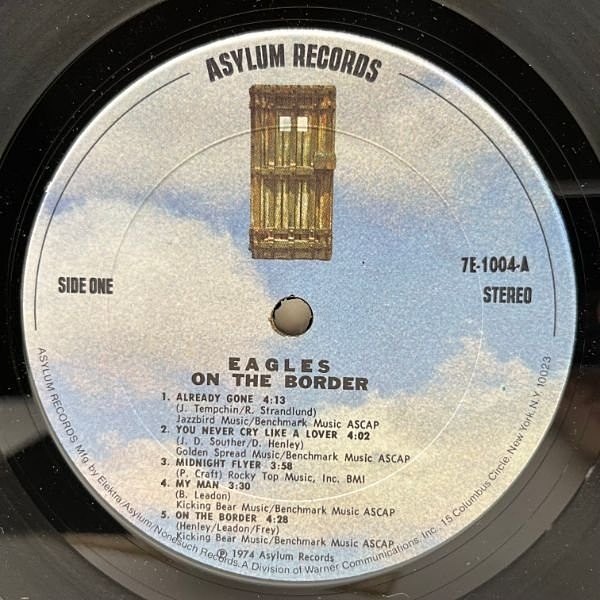 ASYLUM RECORDS
7E-1004-A
SIDE ONE
STEREO
EAGLES
ON THE BORDER
1. ALREADY GONE 4:13
(J. Tempchin/R. Strandlund)
Jazzbird Music/Benchmark Music ASCAP
2. YOU NEVER CRY LIKE A LOVER 4:02
(J. D. Souther/D. Henley)
Golden Spread Music/Benchmark Music ASCAP
3. MIDNIGHT FLYER 3:58
(P. Craft) Rocky Top Music, Inc. BMI
4. MY MAN 3:30
(B. Leadon)
Kicking Bear Music/Benchmark Music ASCAP
5. ON THE BORDER 4:28
(Henley/Leadon/Frey)
Kicking Bear Music/Benchmark Music ASCAP
℗ 1974 Asylum Records
ASYLUM RECORDS Mfg. by Elektra/Asylum/Nonesuch Records. A Division of Warner Communications Inc. 15 Columbus Circle New York, N.Y. 10023